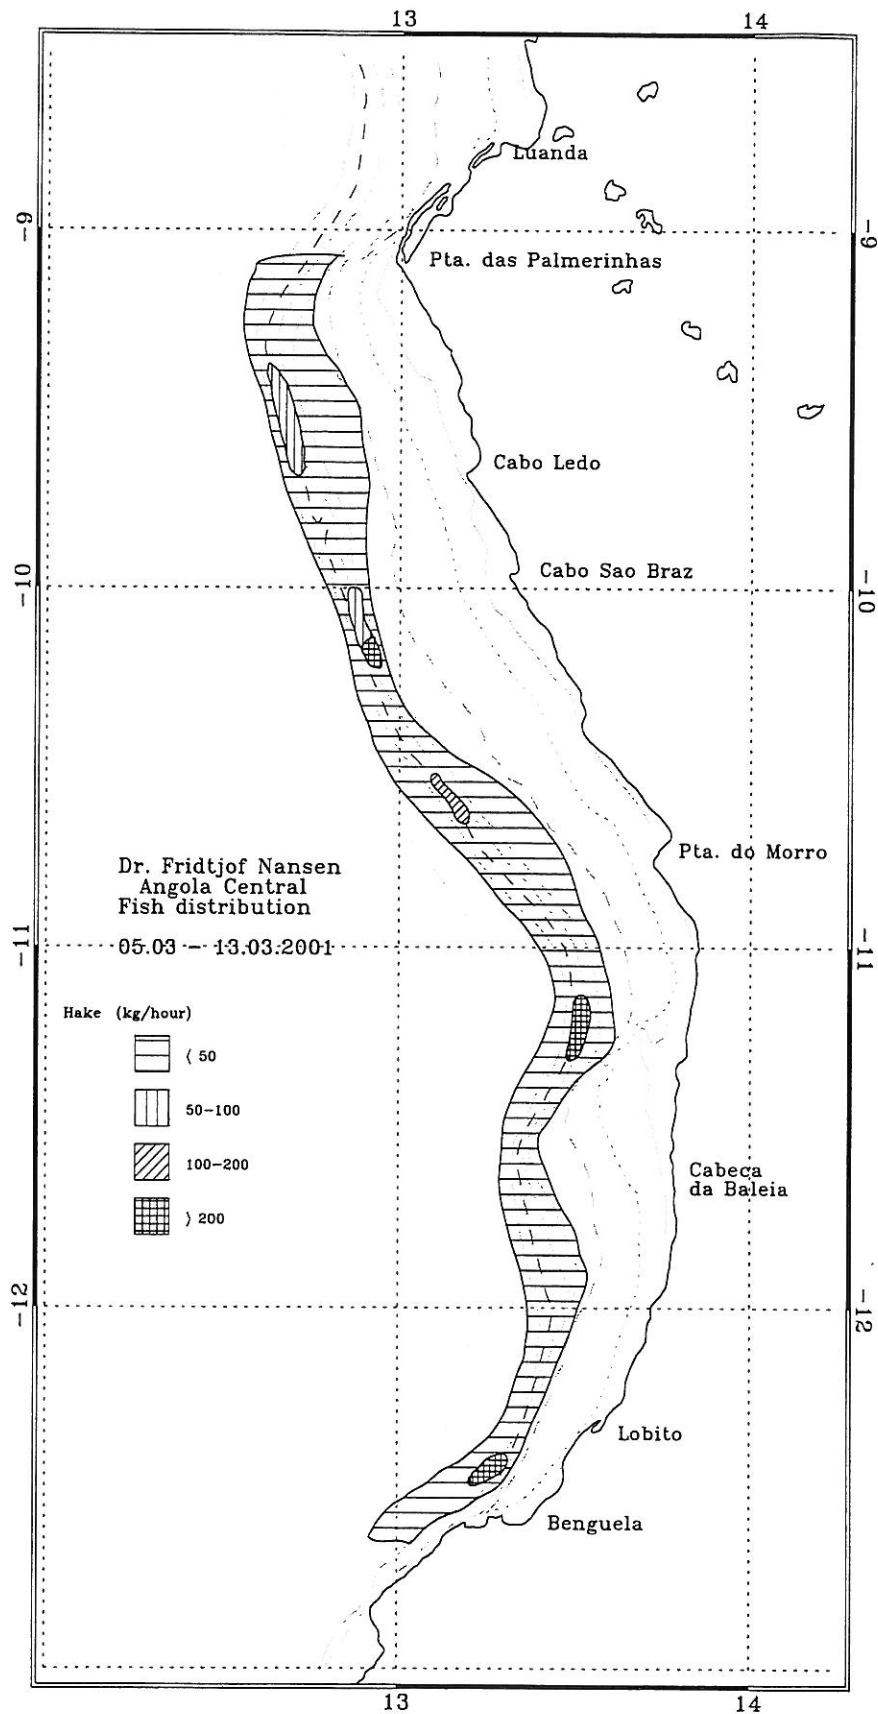 13 14
Luanda
-9 -9
Pta. das Palmerinhas
Cabo Ledo
Cabo Sao Braz
-10 -10
Pta. do Morro
Dr. Fridtjof Nansen
Angola Central
Fish distribution
05.03 - 13.03.2001
-11 -11
Hake (kg/hour)
⟨ 50
50-100
100-200
⟩ 200
Cabeça
da Baleia
-12 -12
Lobito
Benguela
13 14